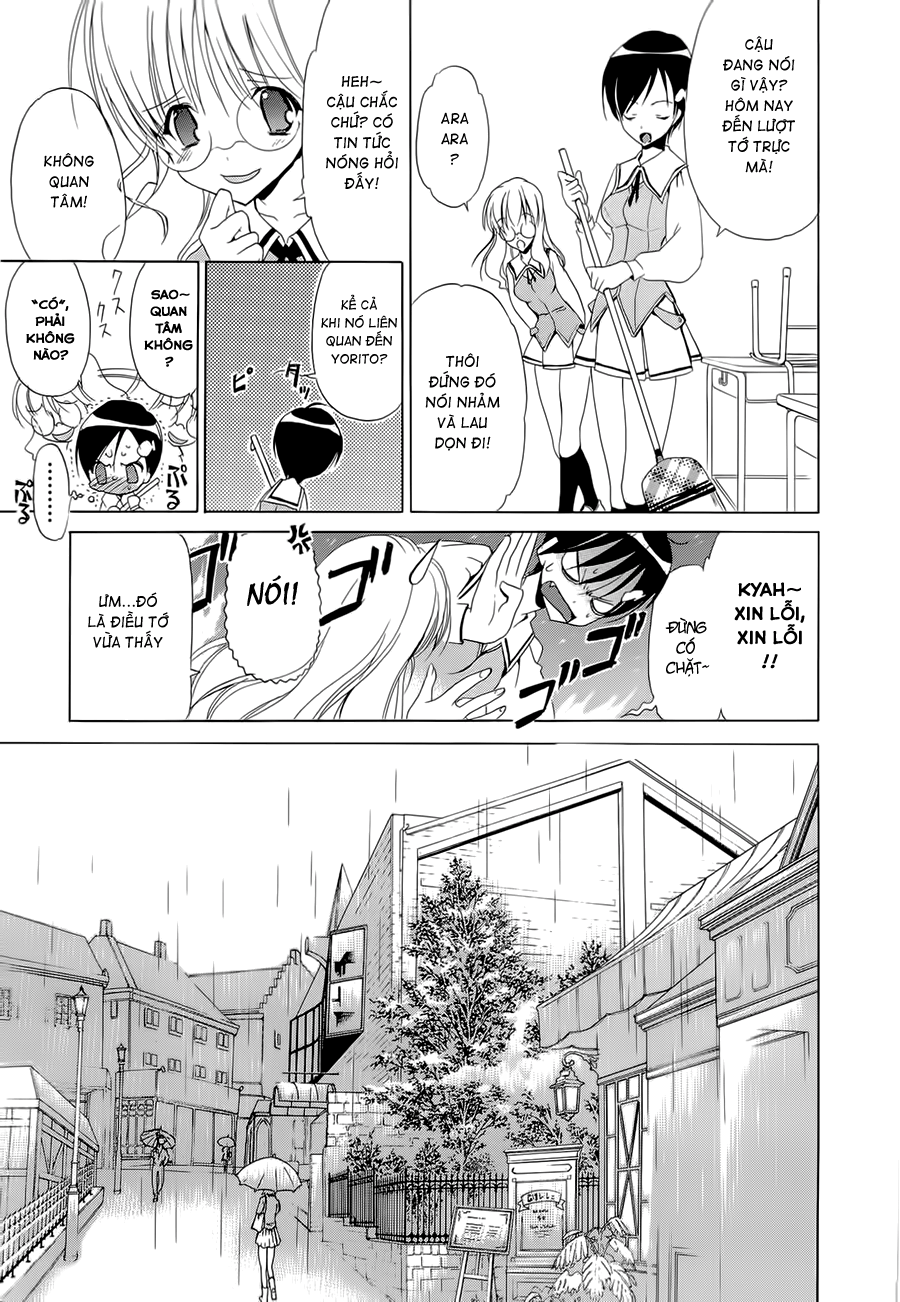 CẬU
ĐANG NÓI
GÌ VẬY?
HÔM NAY
ĐẾN LƯỢT
TỚ TRỰC
MÀ!
ARA
ARA
?
THÔI
ĐỨNG ĐÓ
NÓI NHẢM
VÀ LAU
DỌN ĐI!
HEH~
CẬU CHẮC
CHỨ? CÓ
TIN TỨC
NÓNG HỔI
ĐẤY!
KHÔNG
QUAN
TÂM!
KỂ CẢ
KHI NÓ LIÊN
QUAN ĐẾN
YORITO?
ピタッ
SAO~
QUAN
TÂM
KHÔNG
?
クスクス
"CÓ",
PHẢI
KHÔNG
NÀO?
ぷる
ぷる
.........
KYAH~
XIN LỖI,
XIN LỖI
!!
ĐỪNG
CÓ
CHẶT~
ゴゴゴゴ
NÓI!
ƯM...ĐÓ
LÀ ĐIỀU TỚ
VỪA THẤY